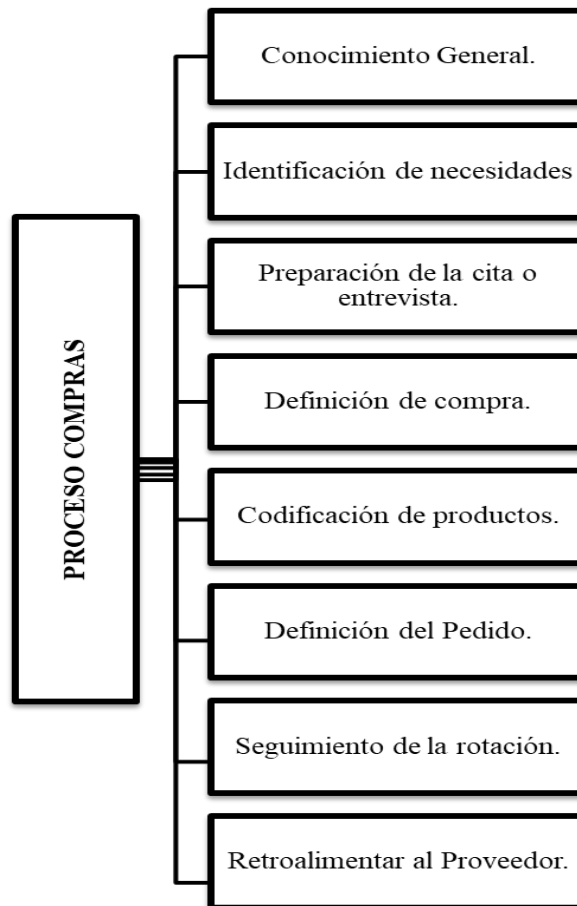 PROCESO COMPRAS
Conocimiento General.
Identificación de necesidades
Preparación de la cita o
entrevista.
Definición de compra.
Codificación de productos.
Definición del Pedido.
Seguimiento de la rotación.
Retroalimentar al Proveedor.